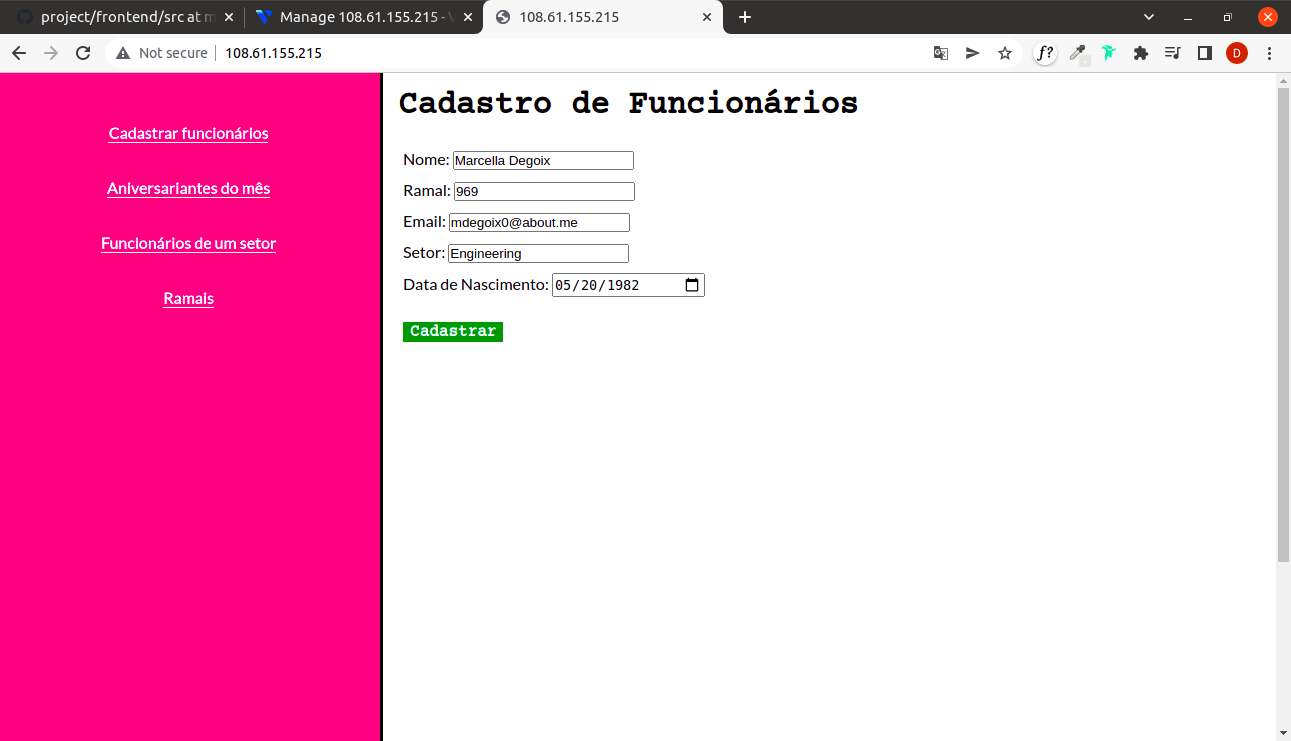 project/frontend/src at m
Manage 108.61.155.215 - V
108.61.155.215
Not secure
108.61.155.215
f?
D
Cadastrar funcionários
Aniversariantes do mês
Funcionários de um setor
Ramais
Cadastro de Funcionários
Nome: Marcella Degoix
Ramal: 969
Email: mdegoix0@about.me
Setor: Engineering
Data de Nascimento: 05/20/1982
Cadastrar